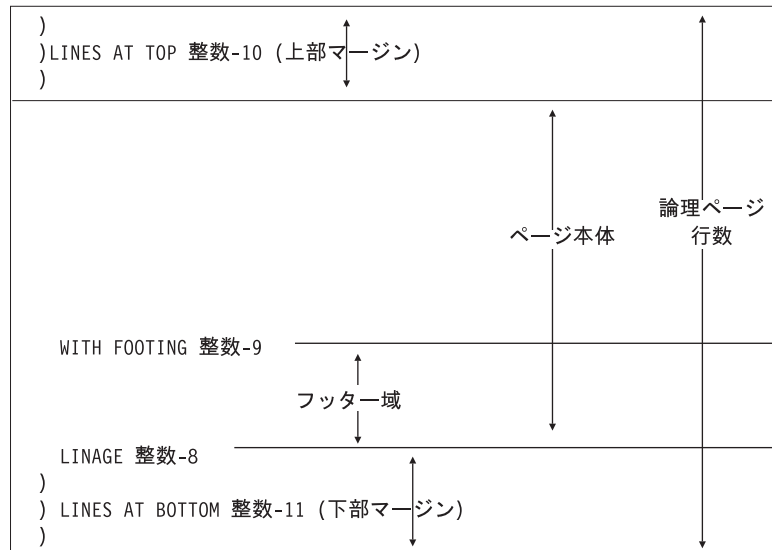 )
)LINES AT TOP 整数-10 (上部マージン)
)
ページ本体
論理ページ
行数
WITH FOOTING 整数-9
フッター域
LINAGE 整数-8
)
) LINES AT BOTTOM 整数-11 (下部マージン)
)